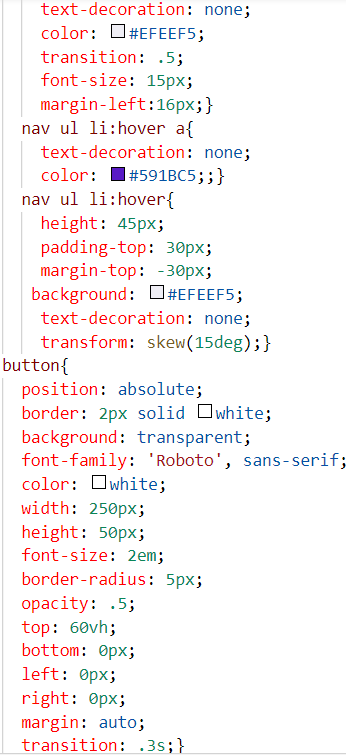 text-decoration: none;
color: #EFEEF5;
transition: .5;
font-size: 15px;
margin-left:16px;}
nav ul li:hover a{
text-decoration: none;
color: #591BC5;;}
nav ul li:hover{
height: 45px;
padding-top: 30px;
margin-top: -30px;
background: #EFEEF5;
text-decoration: none;
transform: skew(15deg);}
button{
position: absolute;
border: 2px solid white;
background: transparent;
font-family: 'Roboto', sans-serif;
color: white;
width: 250px;
height: 50px;
font-size: 2em;
border-radius: 5px;
opacity: .5;
top: 60vh;
bottom: 0px;
left: 0px;
right: 0px;
margin: auto;
transition: .3s;}